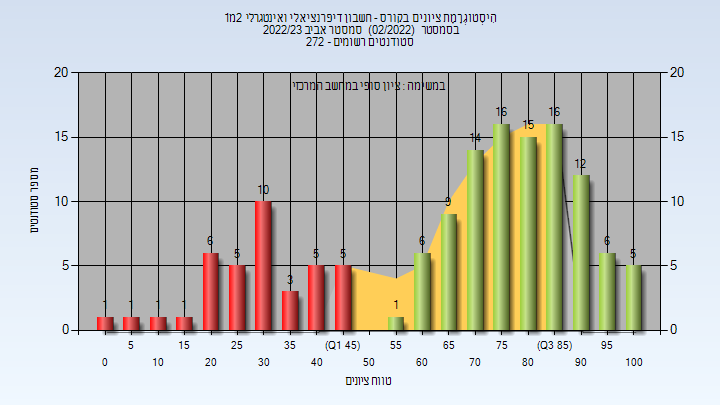 הִיסְטוֹגְרַמַת ציונים בקורס - חשבון דיפרנציאלי ואינטגרלי 2מ1
בסמסטר (02/2022) סמסטר אביב 2022/23
סטודנטים רשומים - 272
במשימה : ציון סופי במחשב המרכזי
20 20
15 15
10 10
5 5
0 0
מספר סטודנטים
1 1 1 1 6 5 10 3 5 5 1 6 9 14 16 15 16 12 6 5
5 15 25 35 (Q1 45) 55 65 75 (Q3 85) 95
0 10 20 30 40 50 60 70 80 90 100
טווח ציונים